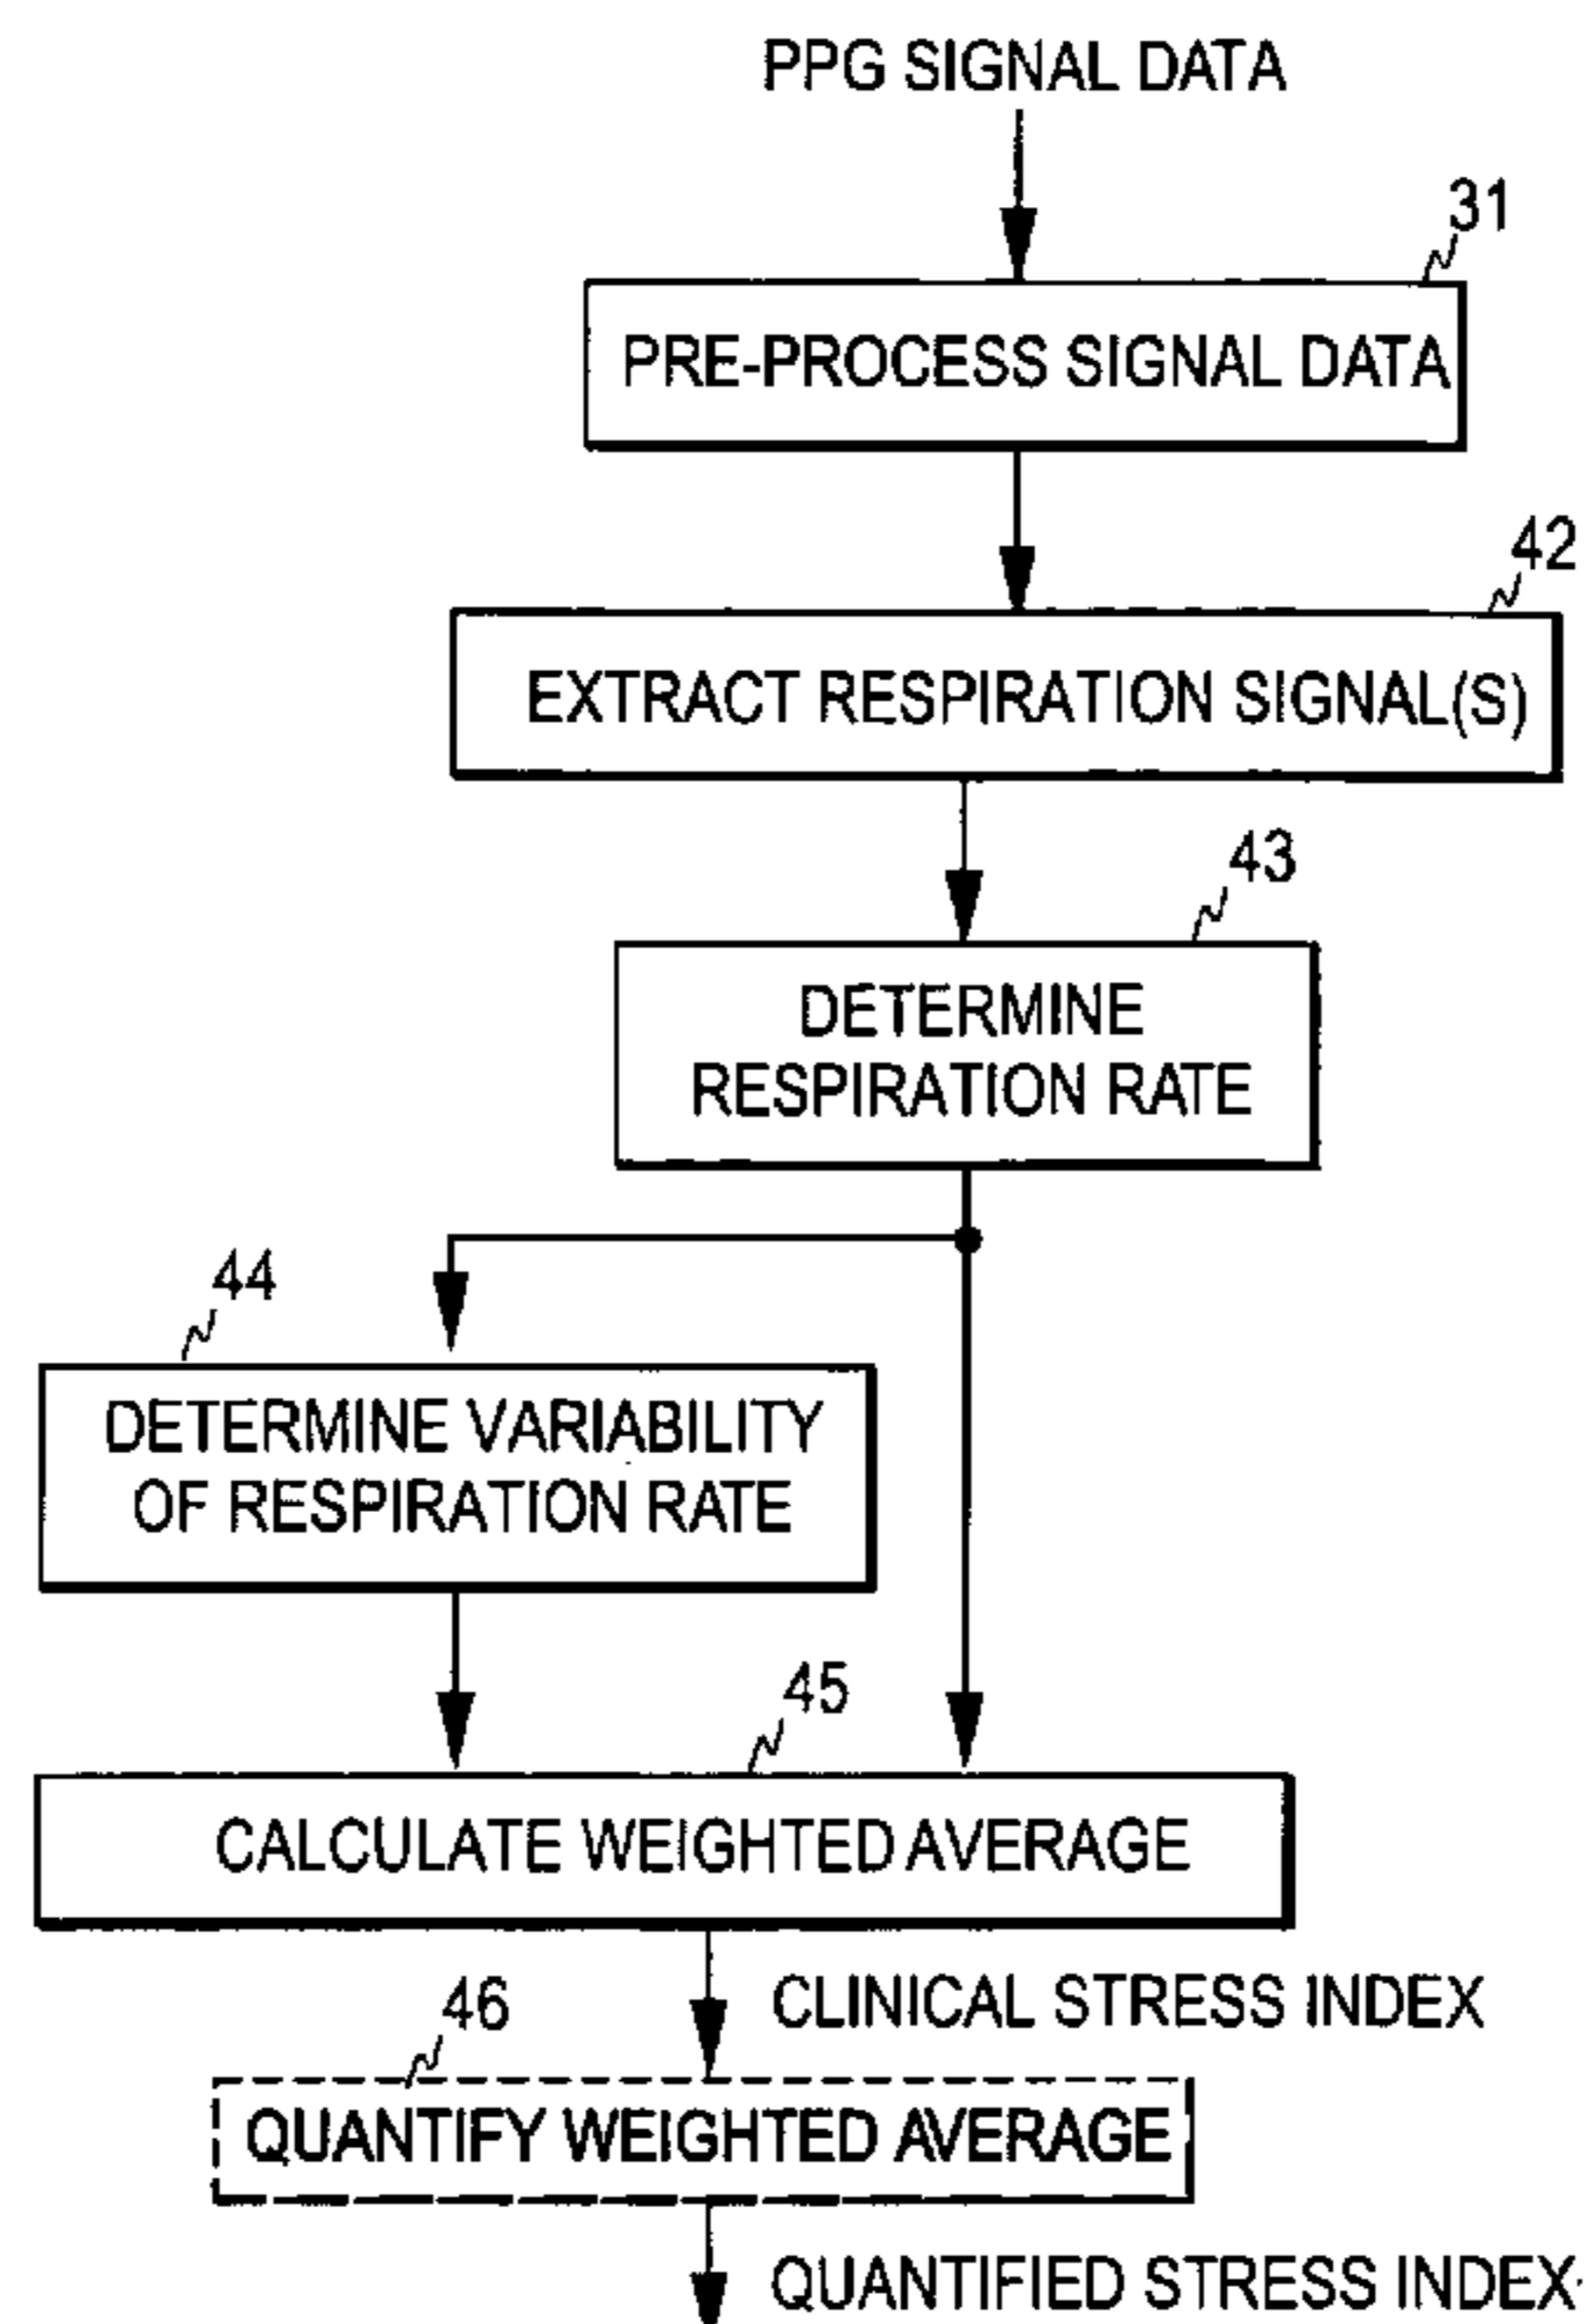 PPG SIGNAL DATA
31
PRE-PROCESS SIGNAL DATA
42
EXTRACT RESPIRATION SIGNAL(S)
43
DETERMINE
RESPIRATION RATE
44
DETERMINE VARIABILITY
OF RESPIRATION RATE
45
CALCULATE WEIGHTED AVERAGE
CLINICAL STRESS INDEX
46
QUANTIFY WEIGHTED AVERAGE
QUANTIFIED STRESS INDEX